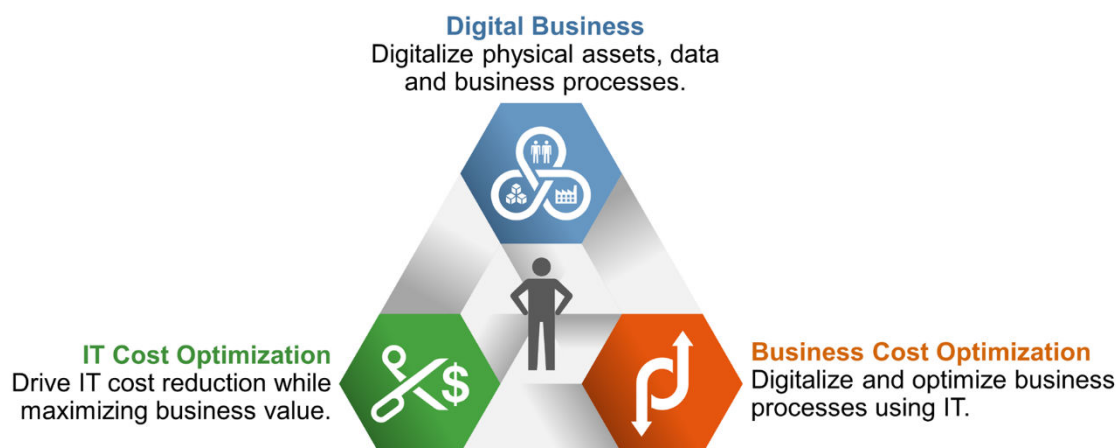 Digital Business
Digitalize physical assets, data
and business processes.
$
IT Cost Optimization
Drive IT cost reduction while
maximizing business value.
Business Cost Optimization
Digitalize and optimize business
processes using IT.